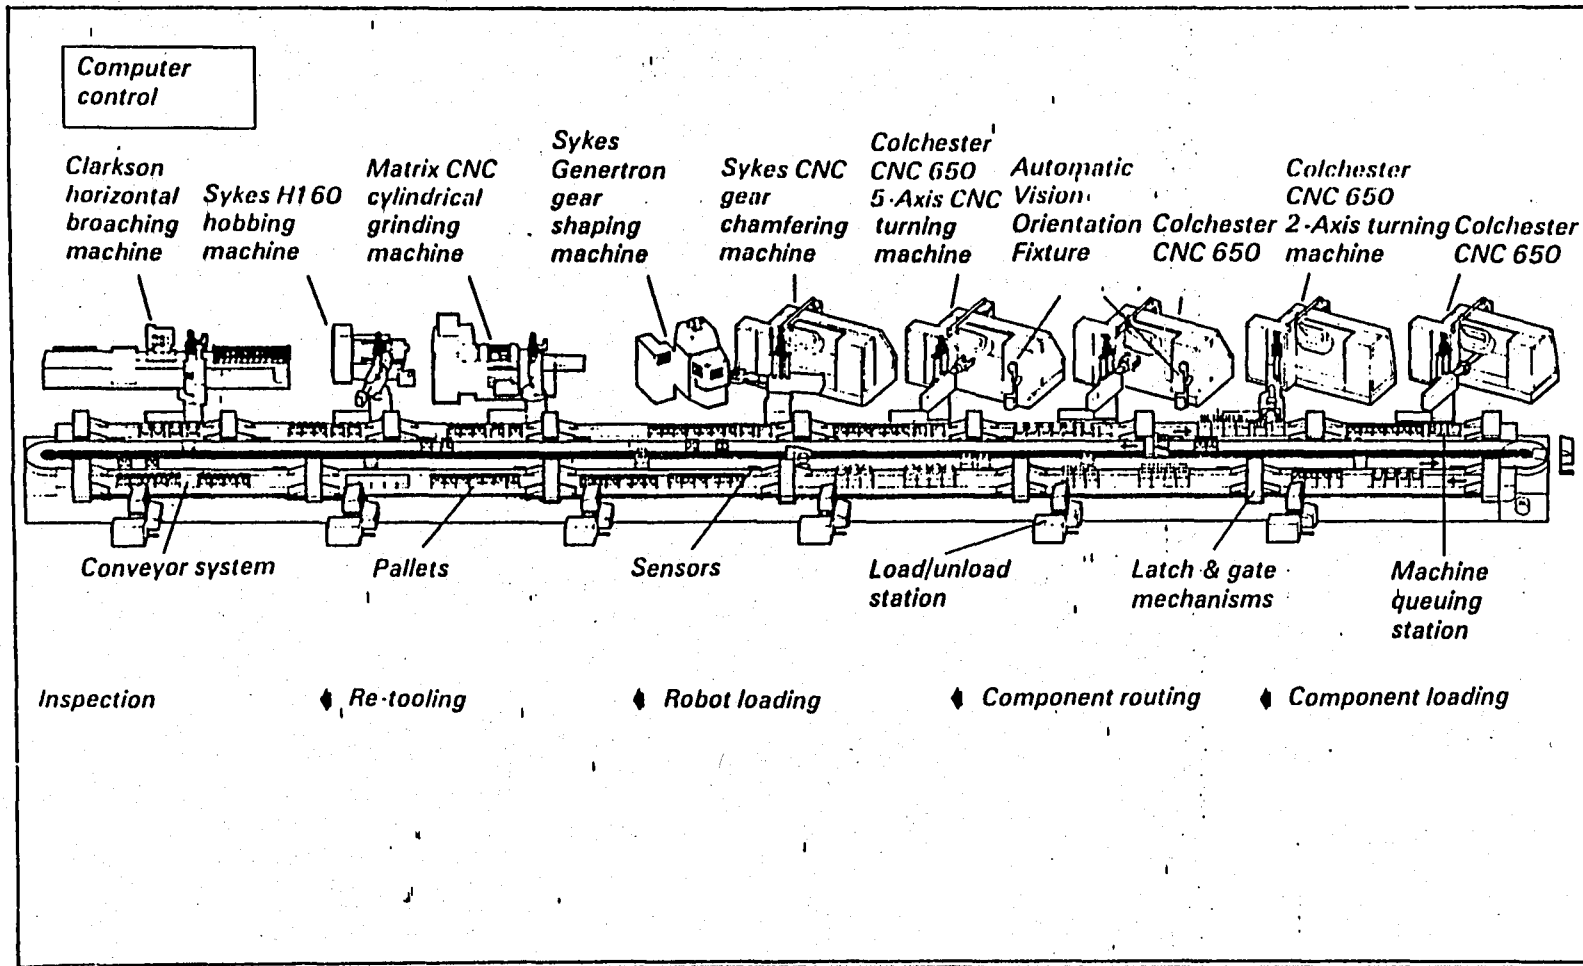 Computer
control
Clarkson
horizontal
broaching
machine
Sykes H160
hobbing
machine
Matrix CNC
cylindrical
grinding
machine
Sykes
Genertron
gear
shaping
machine
Sykes CNC
gear
chamfering
machine
Colchester
CNC 650
5-Axis CNC
turning
machine
Automatic
Vision
Orientation
Fixture
Colchester
CNC 650
Colchester
CNC 650
2-Axis turning
machine
Colchester
CNC 650
Conveyor system
Pallets
Sensors
Load/unload
station
Latch & gate
mechanisms
Machine
queuing
station
Inspection
Re-tooling
Robot loading
Component routing
Component loading